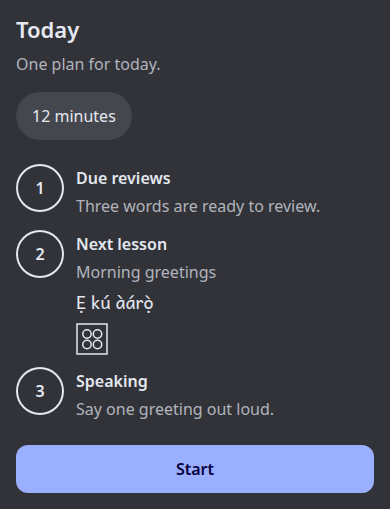 Today
One plan for today.
12 minutes
1
Due reviews
Three words are ready to review.
2
Next lesson
Morning greetings
Ẹ kú àárọ̀
3
Speaking
Say one greeting out loud.
Start